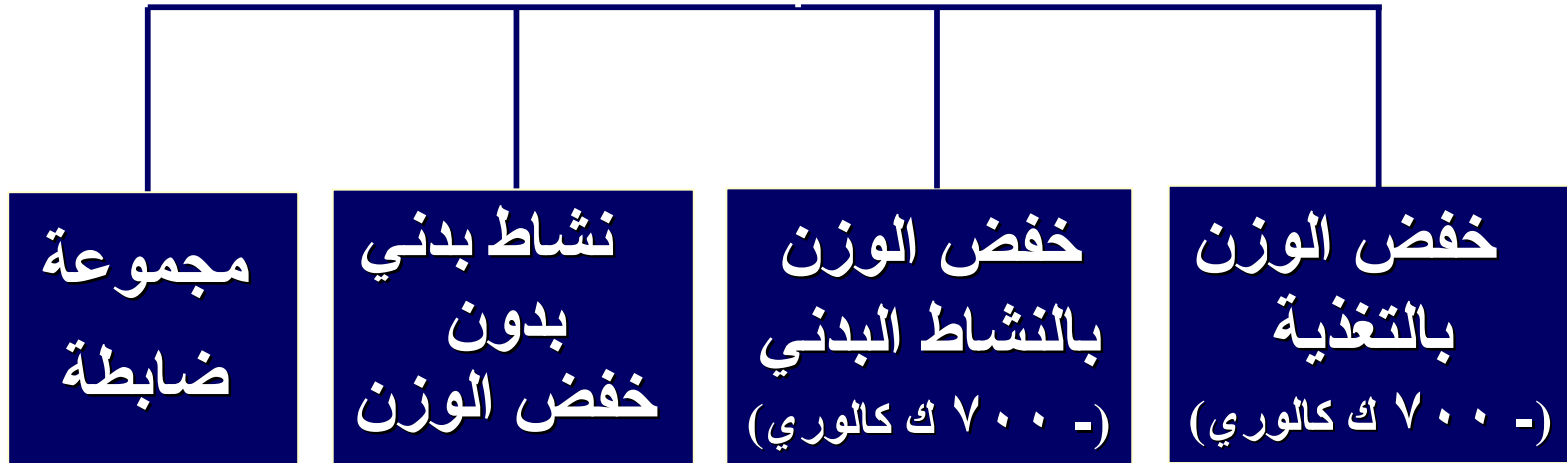 خفض الوزن
بالتغذية
(- ٧٠٠ ك كالوري)
خفض الوزن
بالنشاط البدني
(- ٧٠٠ ك كالوري)
نشاط بدني
بدون
خفض الوزن
مجموعة
ضابطة